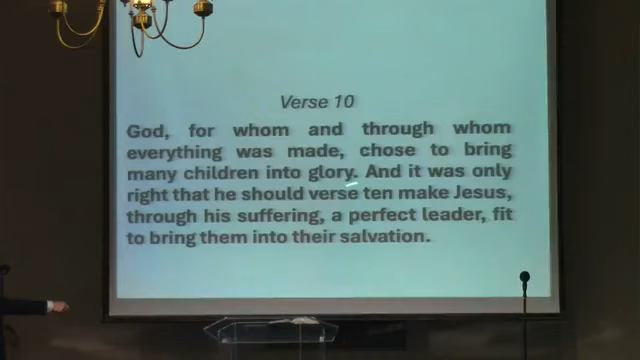 Verse 10
God, for whom and through whom
everything was made, chose to bring
many children into glory. And it was only
right that he should verse ten make Jesus,
through his suffering, a perfect leader, fit
to bring them into their salvation.